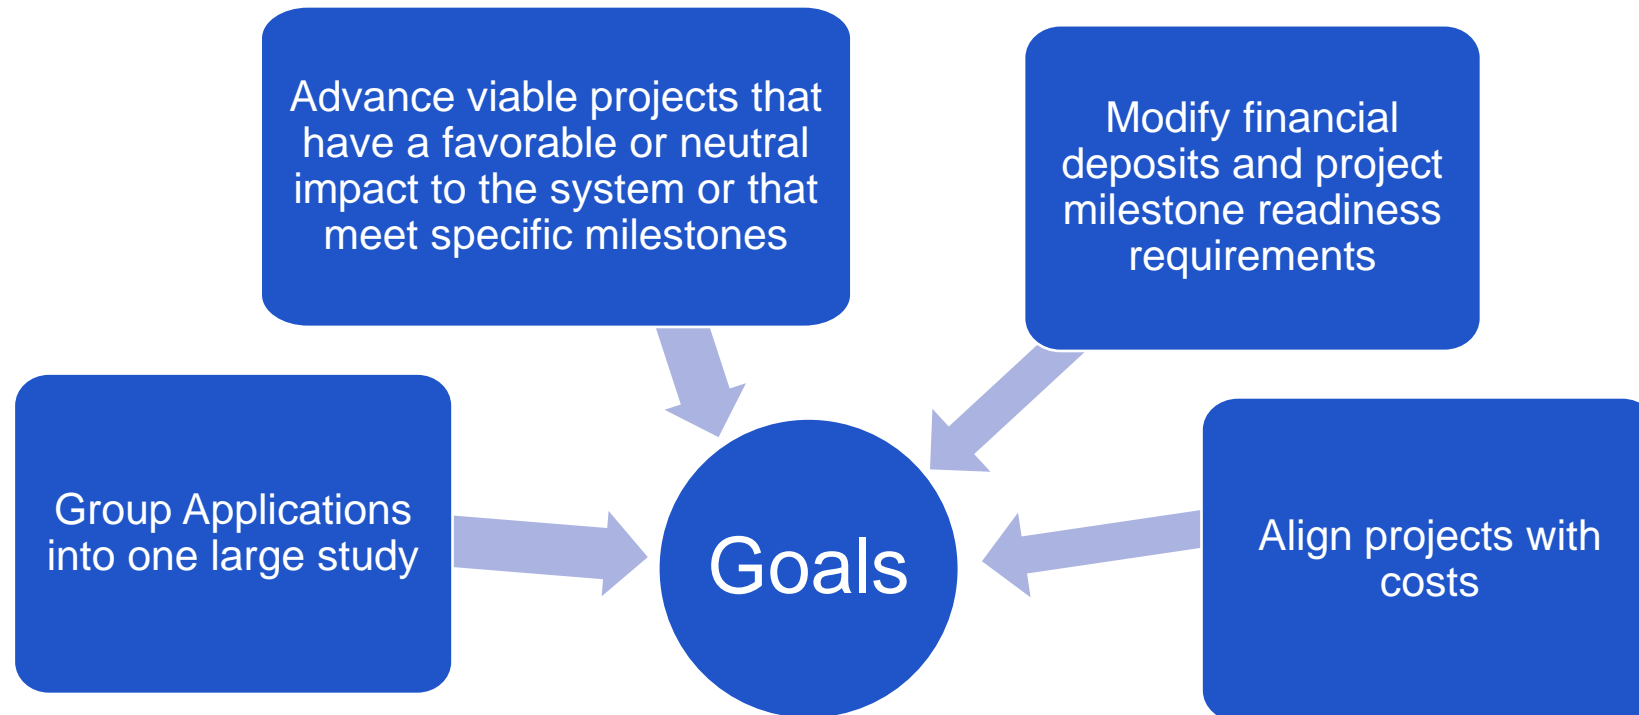 Advance viable projects that
have a favorable or neutral
impact to the system or that
meet specific milestones
Modify financial
deposits and project
milestone readiness
requirements
Group Applications
into one large study
Goals
Align projects with
costs